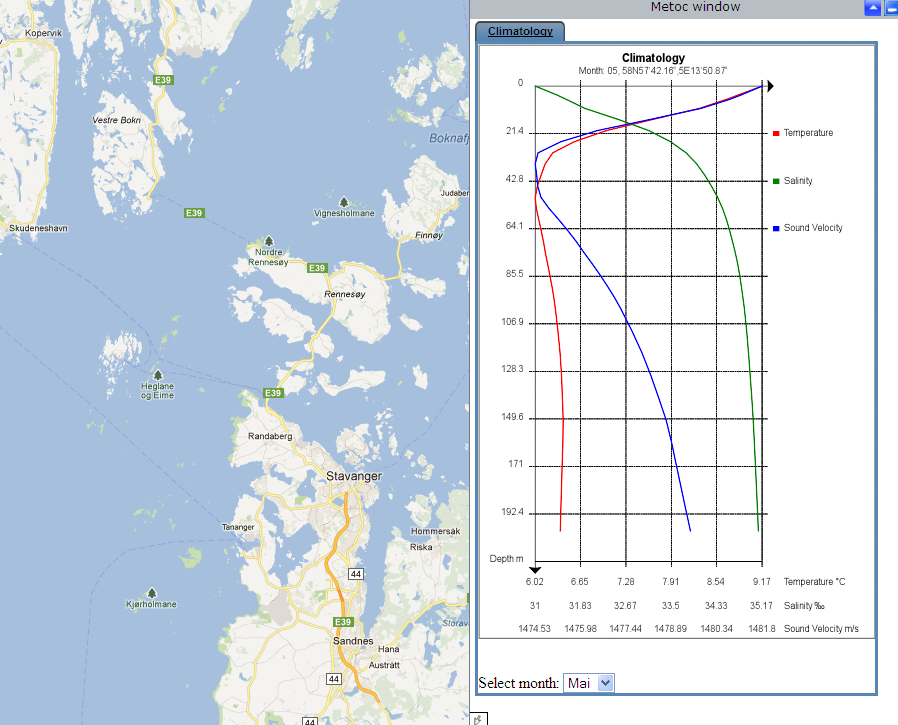 Kopervik
E39
Vestre Bokn
Boknafj
Judaber
E39
Vignesholmane
Skudeneshavn
Finnøy
Nordre
Rennesøy
E39
Rennesøy
Heglane
og Eime
E39
Randaberg
Stavanger
Tananger
Hommersåk
Riska
44
Kjørholmane
E39
Storava
Sandnes
Hana
Austrått
44
44
Metoc window
Climatology
Climatology
Month: 05, 58N57'42.16",5E13'50.87"
0
21.4
Temperature
42.8
Salinity
64.1
Sound Velocity
85.5
106.9
128.3
149.6
171
192.4
Depth m
6.02 6.65 7.28 7.91 8.54 9.17 Temperature °C
31 31.83 32.67 33.5 34.33 35.17 Salinity ‰
1474.53 1475.98 1477.44 1478.89 1480.34 1481.8 Sound Velocity m/s
Select month: Mai